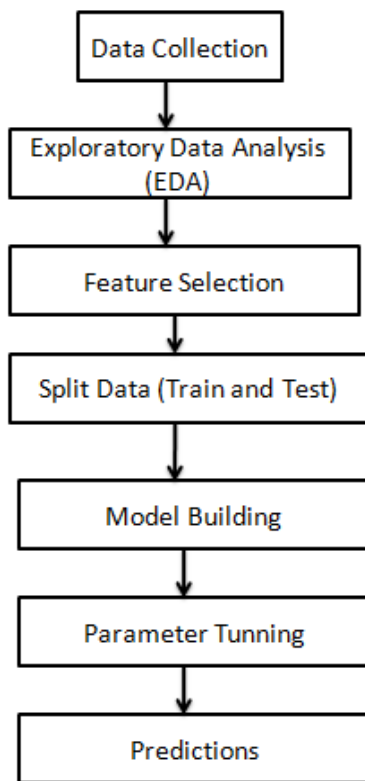 Data Collection
Exploratory Data Analysis
(EDA)
Feature Selection
Split Data (Train and Test)
Model Building
Parameter Tunning
Predictions